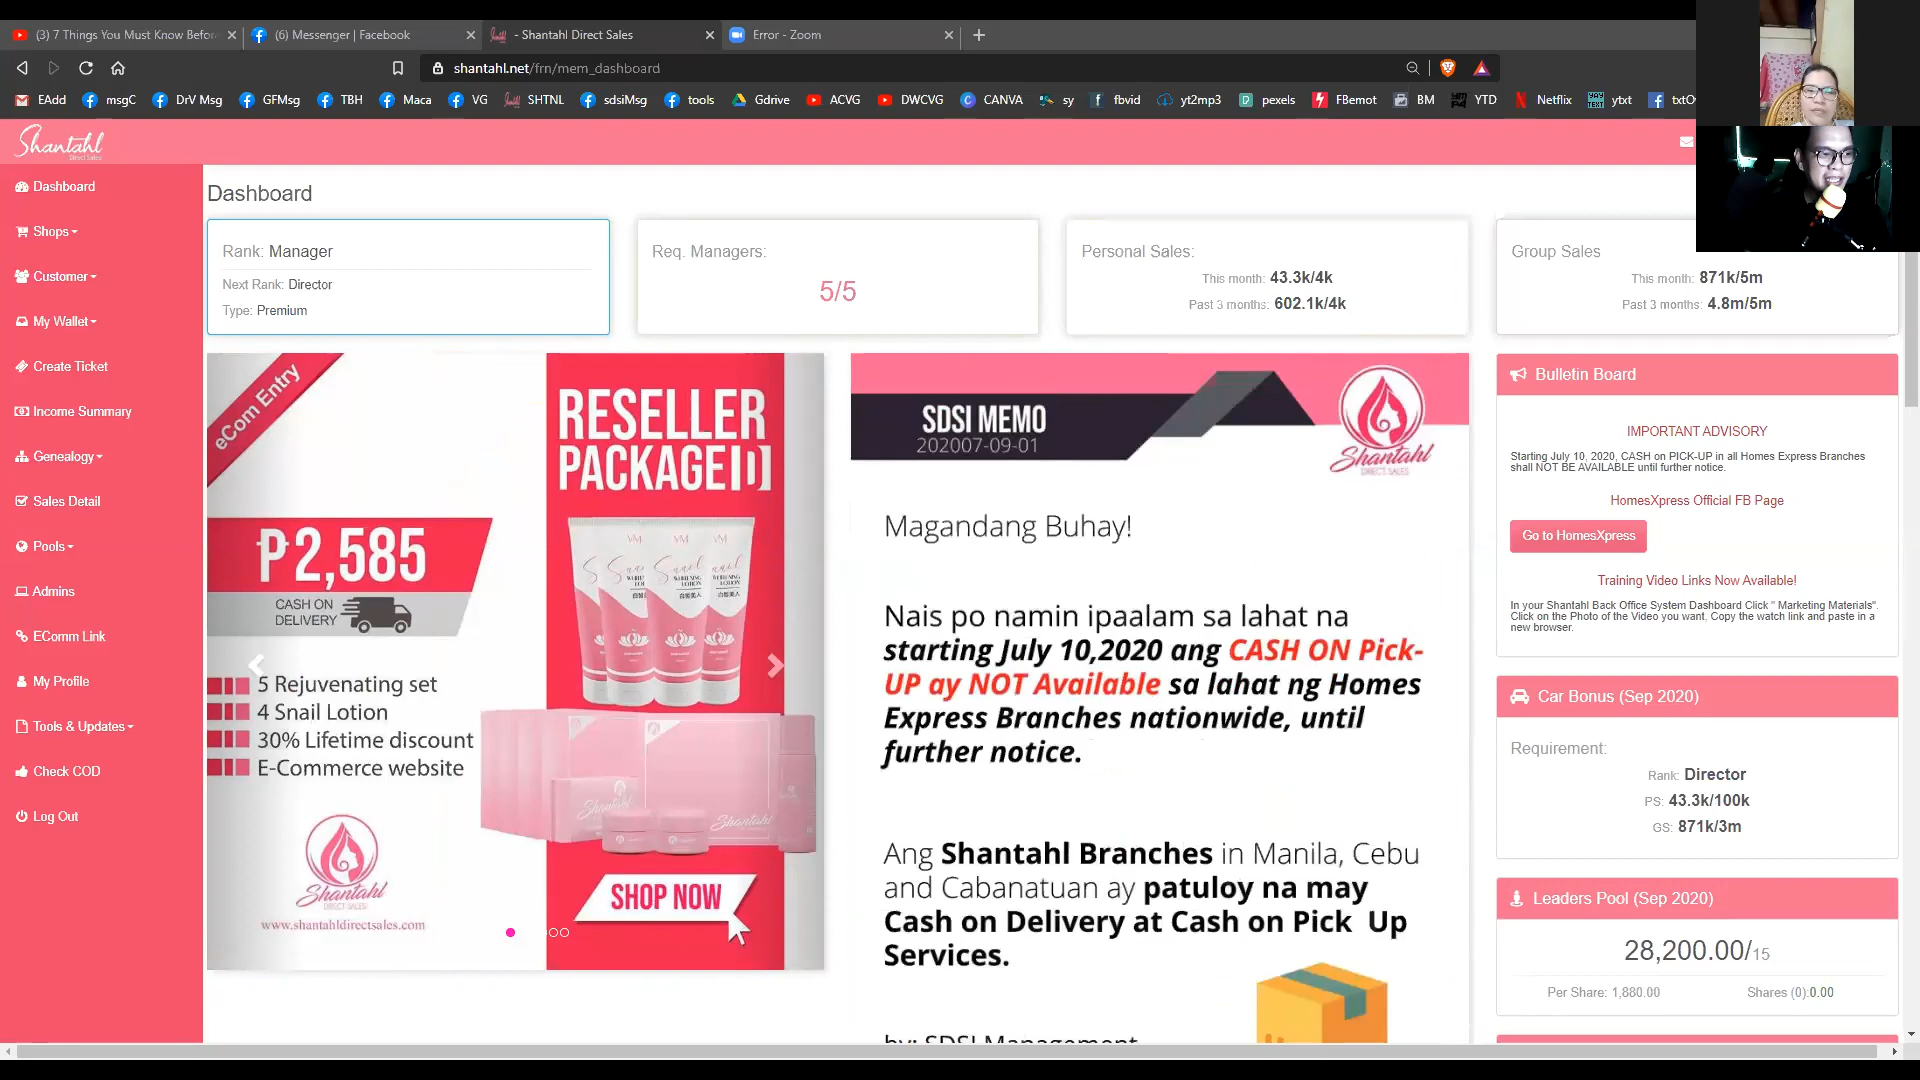 (3) 7 Things You Must Know Befor
(6) Messenger | Facebook
- Shantahl Direct Sales
Error - Zoom
shantahl.net/frn/mem_dashboard
EAdd
msgC
DrV Msg
GFMsg
TBH
Maca
VG
SHTNL
sdsiMsg
tools
Gdrive
ACVG
DWCVG
CANVA
sy
fbvid
yt2mp3
pexels
FBemot
BM
YTD
Netflix
ytxt
Shantahl
Direct Sales
Dashboard
Shops
Customer
My Wallet
Create Ticket
Income Summary
Genealogy
Sales Detail
Pools
Admins
EComm Link
My Profile
Tools & Updates
Check COD
Log Out
Dashboard
Rank: Manager
Next Rank: Director
Type: Premium
Req. Managers:
5/5
Personal Sales:
This month: 43.3k/4k
Past 3 months: 602.1k/4k
Group Sales
This month: 871k/5m
Past 3 months: 4.8m/5m
eCom Entry
RESELLER
PACKAGE
₱2,585
CASH ON
DELIVERY
5 Rejuvenating set
4 Snail Lotion
30% Lifetime discount
E-Commerce website
Shantahl
DIRECT SALES
www.shantahldirectsales.com
SHOP NOW
SDSI MEMO
202007-09-01
Shantahl
DIRECT SALES
Magandang Buhay!
Nais po namin ipaalam sa lahat na
starting July 10,2020 ang CASH ON Pick-
UP ay NOT Available sa lahat ng Homes
Express Branches nationwide, until
further notice.
Ang Shantahl Branches in Manila, Cebu
and Cabanatuan ay patuloy na may
Cash on Delivery at Cash on Pick Up
Services.
by: SDSI Management
Bulletin Board
IMPORTANT ADVISORY
Starting July 10, 2020, CASH on PICK-UP in all Homes Express Branches
shall NOT BE AVAILABLE until further notice.
HomesXpress Official FB Page
Go to HomesXpress
Training Video Links Now Available!
In your Shantahl Back Office System Dashboard Click " Marketing Materials".
Click on the Photo of the Video you want, Copy the watch link and paste in a
new browser.
Car Bonus (Sep 2020)
Requirement:
Rank: Director
PS: 43.3k/100k
GS: 871k/3m
Leaders Pool (Sep 2020)
28,200.00/15
Per Share: 1,880.00
Shares (0):0.00